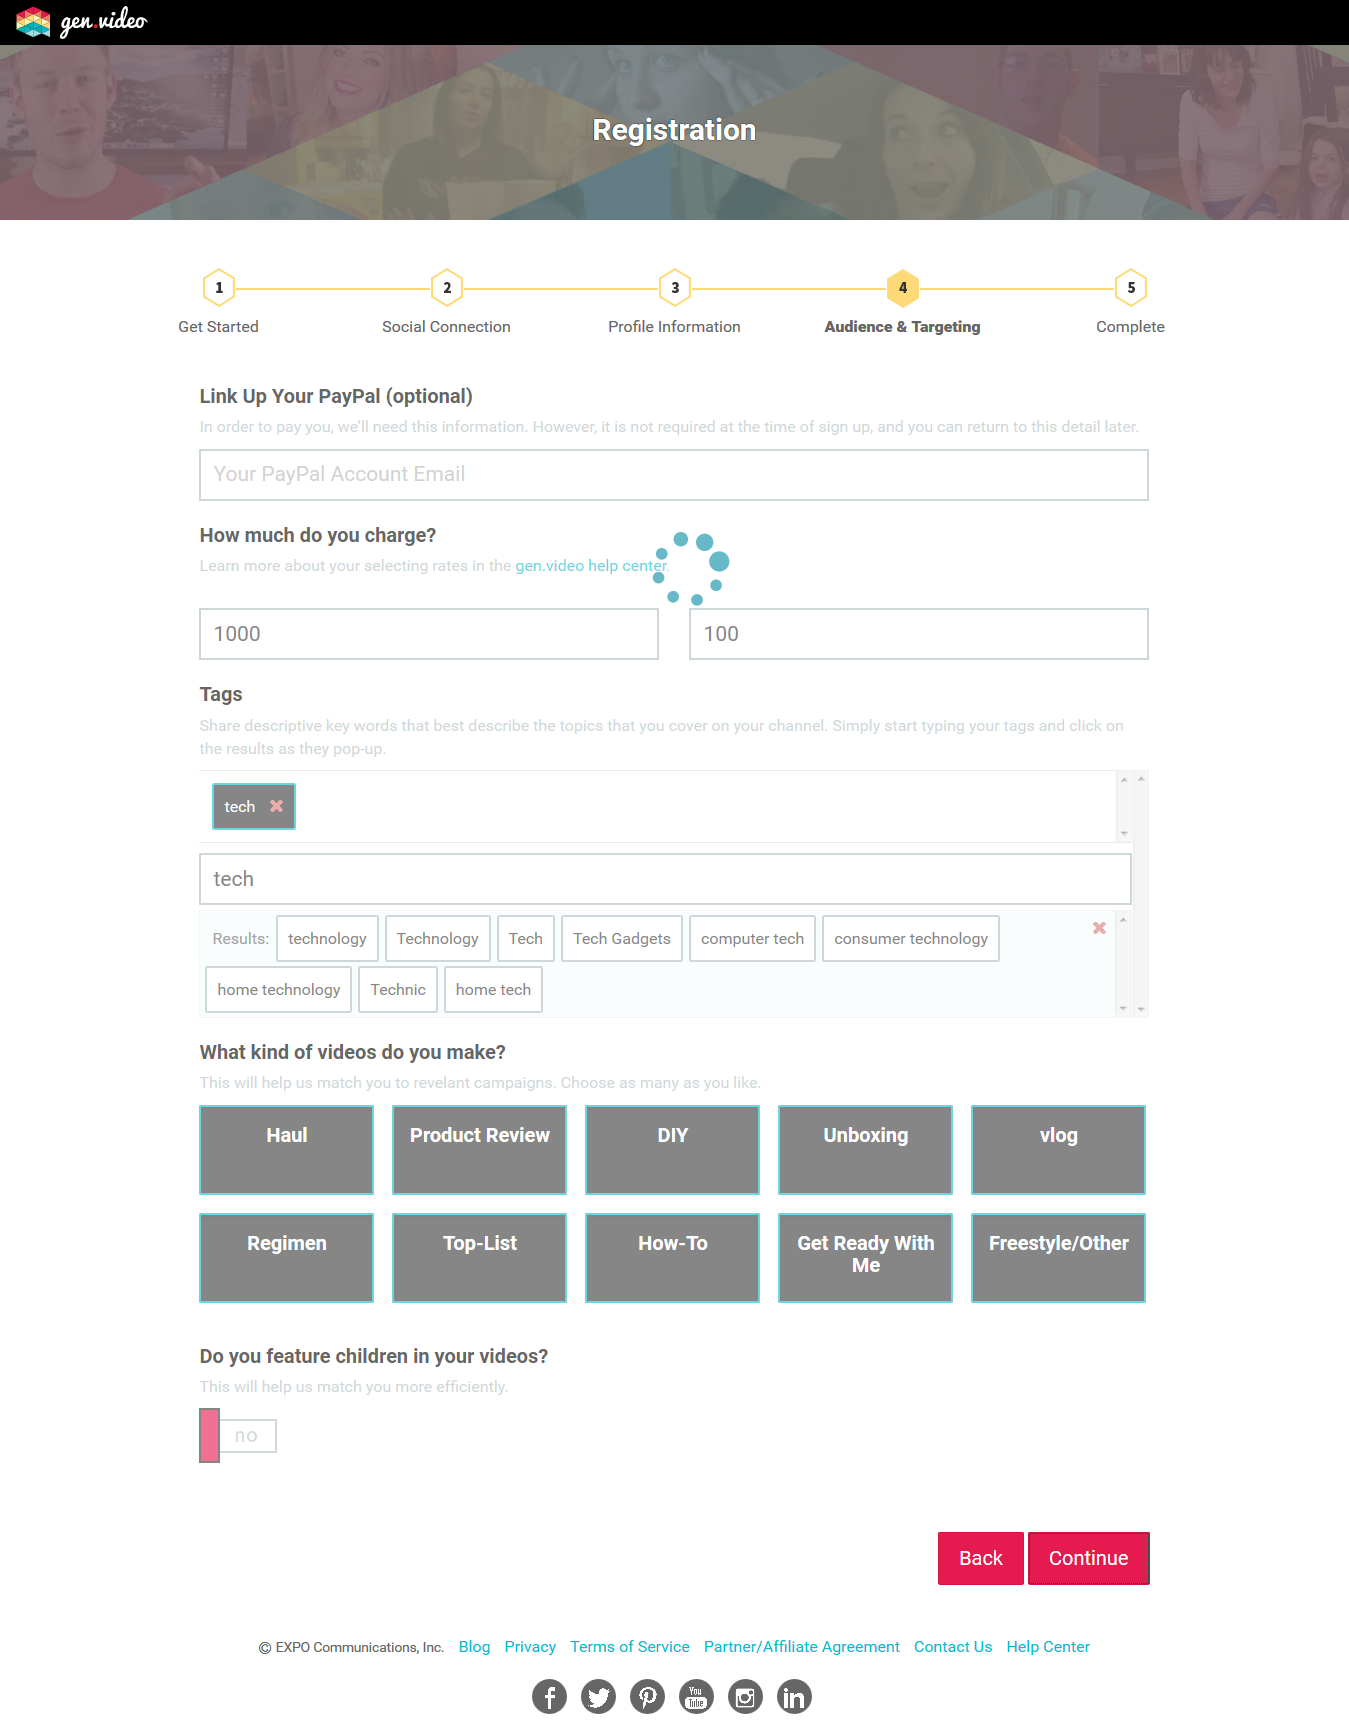 gen.video
Registration
1
2
3
4
5
Get Started
Social Connection
Profile Information
Audience & Targeting
Complete
Link Up Your PayPal (optional)
In order to pay you, we'll need this information. However, it is not required at the time of sign up, and you can return to this detail later.
Your PayPal Account Email
How much do you charge?
Learn more about your selecting rates in the gen.video help center.
1000
100
Tags
Share descriptive key words that best describe the topics that you cover on your channel. Simply start typing your tags and click on
the results as they pop-up.
tech
tech
Results: technology Technology Tech Tech Gadgets computer tech consumer technology
home technology Technic home tech
What kind of videos do you make?
This will help us match you to revelant campaigns. Choose as many as you like.
Haul Product Review DIY Unboxing vlog
Regimen Top-List How-To Get Ready With Me Freestyle/Other
Do you feature children in your videos?
This will help us match you more efficiently.
no
Back Continue
© EXPO Communications, Inc. Blog Privacy Terms of Service Partner/Affiliate Agreement Contact Us Help Center
You Tube
in